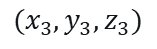 (x₃, y₃, z₃)